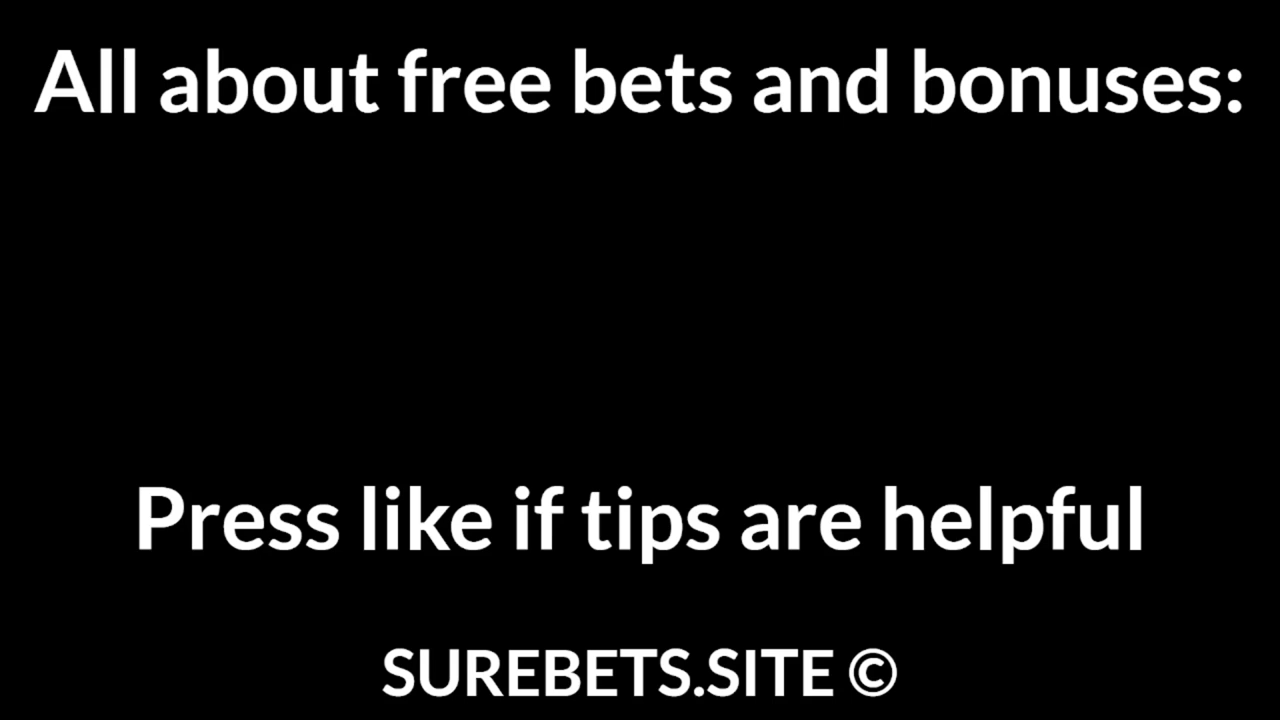 All about free bets and bonuses:
Press like if tips are helpful
SUREBETS.SITE ©